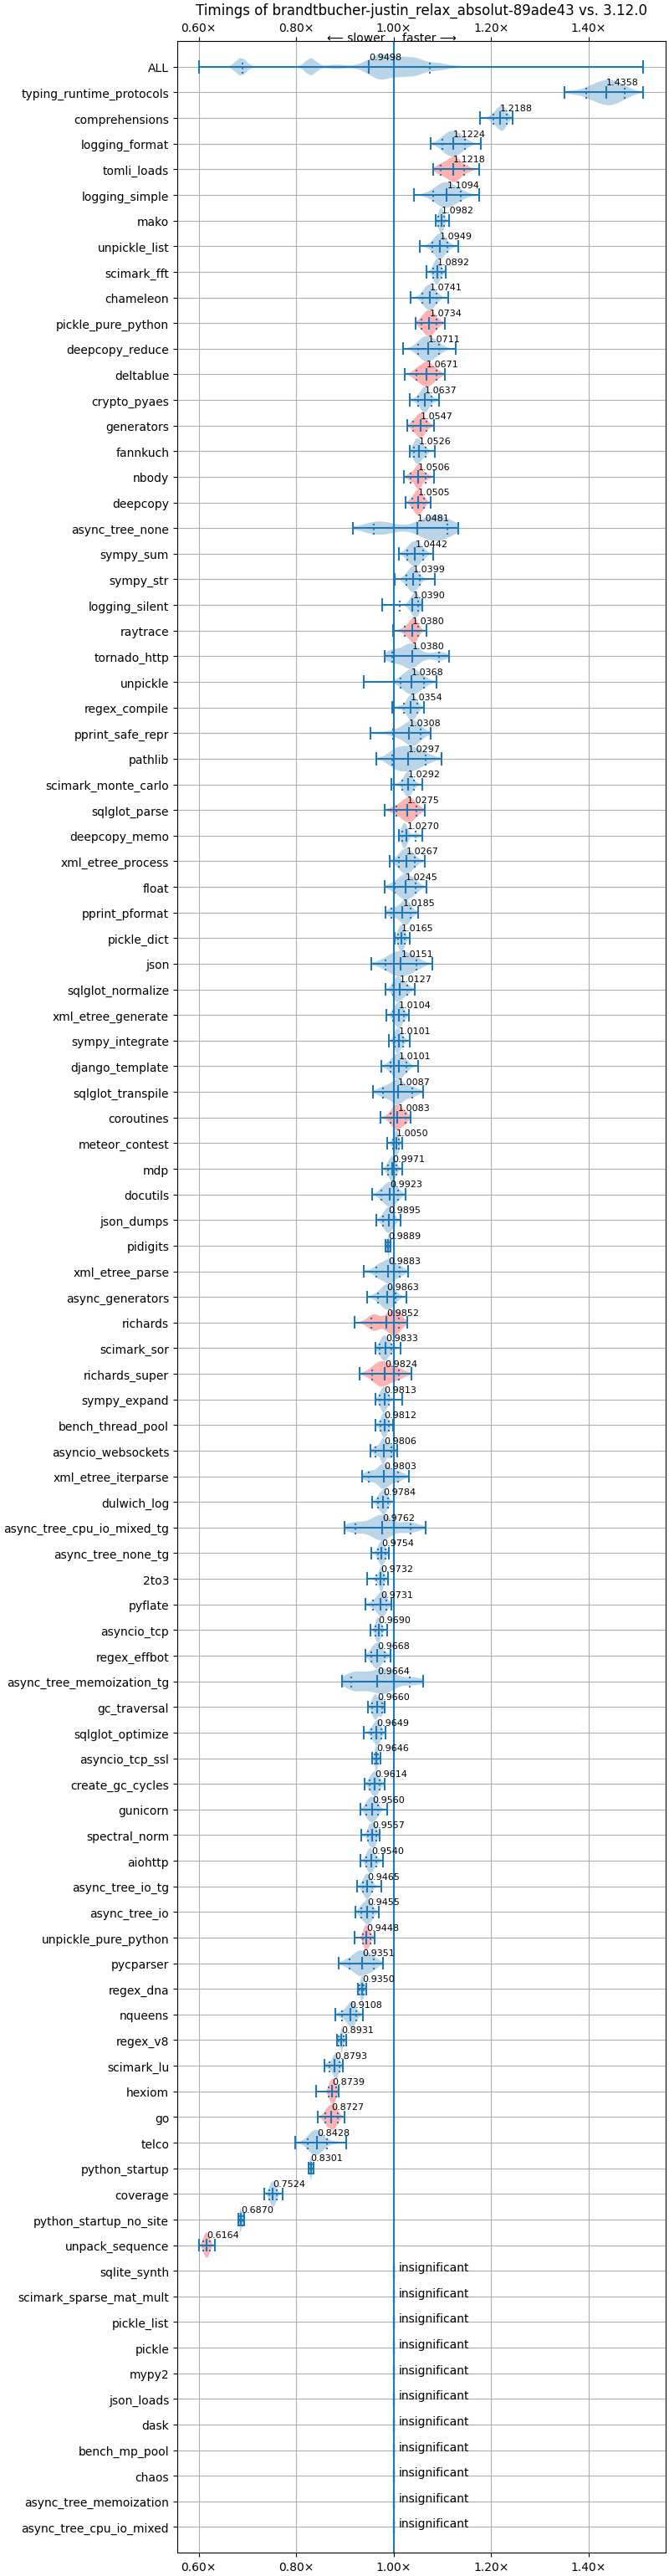 Timings of brandtbucher-justin_relax_absolut-89ade43 vs. 3.12.0
0.60× 0.80× 1.00× 1.20× 1.40×
⟵ slower faster ⟶
ALL 0.9498
typing_runtime_protocols 1.4358
comprehensions 1.2188
logging_format 1.1224
tomli_loads 1.1218
logging_simple 1.1094
mako 1.0982
unpickle_list 1.0949
scimark_fft 1.0892
chameleon 1.0741
pickle_pure_python 1.0734
deepcopy_reduce 1.0711
deltablue 1.0671
crypto_pyaes 1.0637
generators 1.0547
fannkuch 1.0526
nbody 1.0506
deepcopy 1.0505
async_tree_none 1.0481
sympy_sum 1.0442
sympy_str 1.0399
logging_silent 1.0390
raytrace 1.0380
tornado_http 1.0380
unpickle 1.0368
regex_compile 1.0354
pprint_safe_repr 1.0308
pathlib 1.0297
scimark_monte_carlo 1.0292
sqlglot_parse 1.0275
deepcopy_memo 1.0270
xml_etree_process 1.0267
float 1.0245
pprint_pformat 1.0185
pickle_dict 1.0165
json 1.0151
sqlglot_normalize 1.0127
xml_etree_generate 1.0104
sympy_integrate 1.0101
django_template 1.0101
sqlglot_transpile 1.0087
coroutines 1.0083
meteor_contest 1.0050
mdp 0.9971
docutils 0.9923
json_dumps 0.9895
pidigits 0.9889
xml_etree_parse 0.9883
async_generators 0.9863
richards 0.9852
scimark_sor 0.9833
richards_super 0.9824
sympy_expand 0.9813
bench_thread_pool 0.9812
asyncio_websockets 0.9806
xml_etree_iterparse 0.9803
dulwich_log 0.9784
async_tree_cpu_io_mixed_tg 0.9762
async_tree_none_tg 0.9754
2to3 0.9732
pyflate 0.9731
asyncio_tcp 0.9690
regex_effbot 0.9668
async_tree_memoization_tg 0.9664
gc_traversal 0.9660
sqlglot_optimize 0.9649
asyncio_tcp_ssl 0.9646
create_gc_cycles 0.9614
gunicorn 0.9560
spectral_norm 0.9557
aiohttp 0.9540
async_tree_io_tg 0.9465
async_tree_io 0.9455
unpickle_pure_python 0.9448
pycparser 0.9351
regex_dna 0.9350
nqueens 0.9108
regex_v8 0.8931
scimark_lu 0.8793
hexiom 0.8739
go 0.8727
telco 0.8428
python_startup 0.8301
coverage 0.7524
python_startup_no_site 0.6870
unpack_sequence 0.6164
sqlite_synth insignificant
scimark_sparse_mat_mult insignificant
pickle_list insignificant
pickle insignificant
mypy2 insignificant
json_loads insignificant
dask insignificant
bench_mp_pool insignificant
chaos insignificant
async_tree_memoization insignificant
async_tree_cpu_io_mixed insignificant
0.60× 0.80× 1.00× 1.20× 1.40×